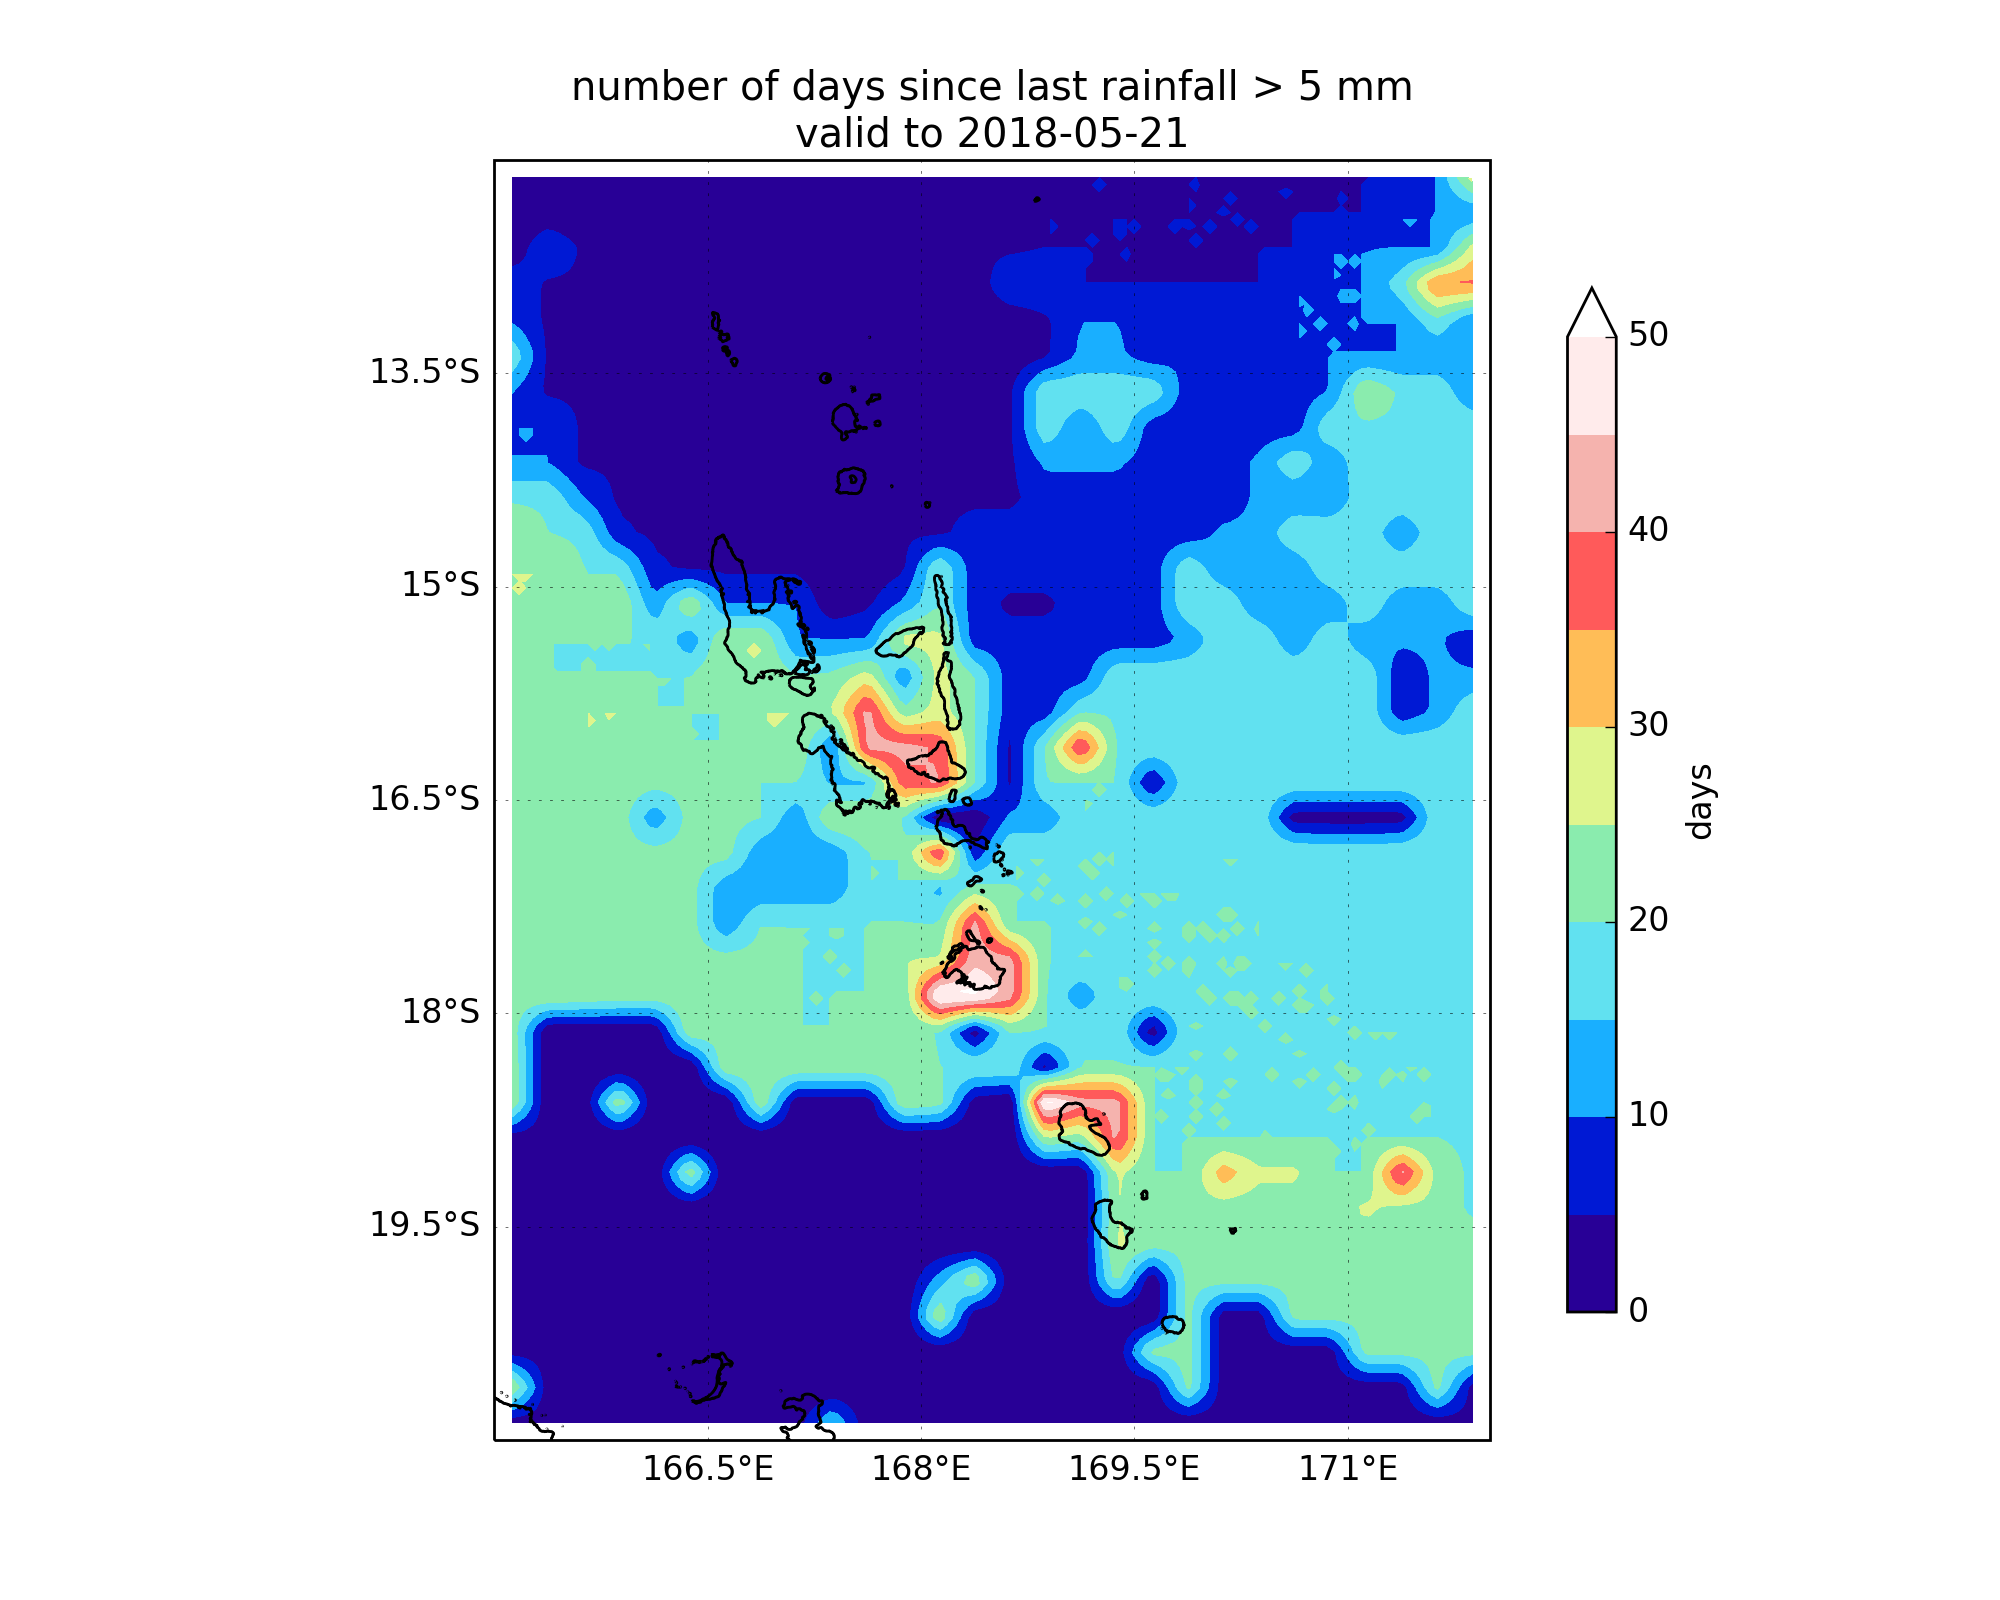 number of days since last rainfall > 5 mm
valid to 2018-05-21
13.5°S
15°S
16.5°S
18°S
19.5°S
166.5°E
168°E
169.5°E
171°E
50
40
30
20
10
0
days